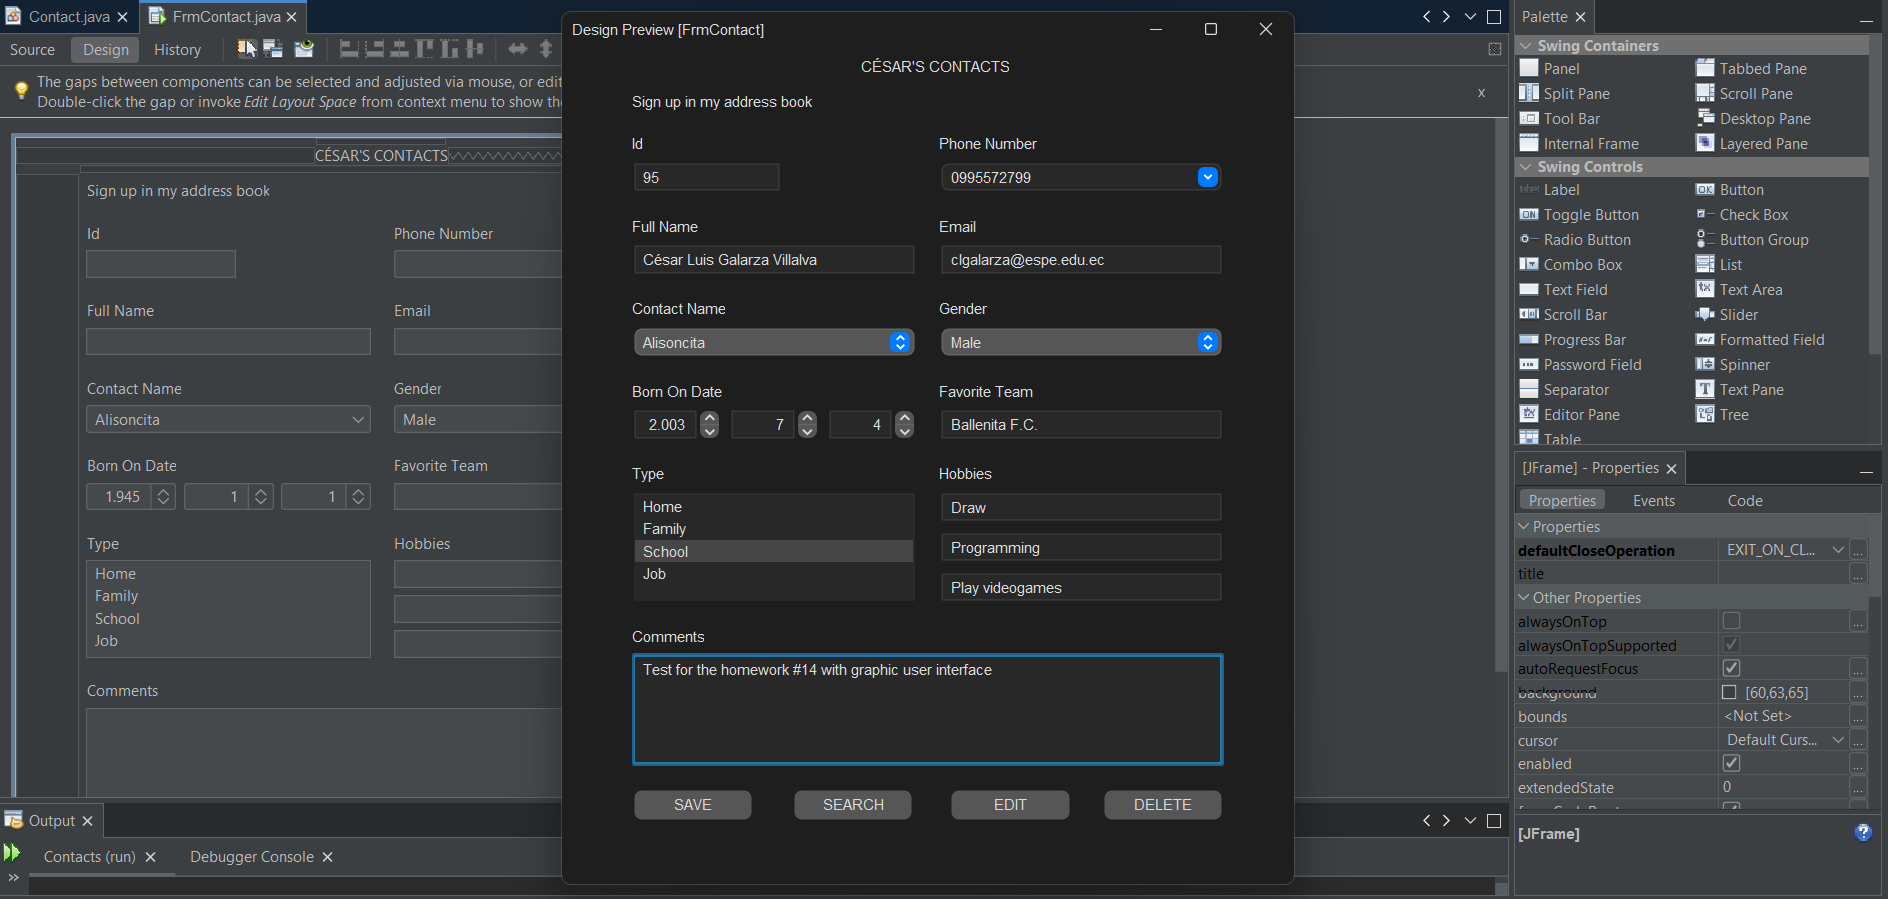 Contact.java
FrmContact.java
Source
Design
History
The gaps between components can be selected and adjusted via mouse, or edit
Double-click the gap or invoke Edit Layout Space from context menu to show the
x
CÉSAR'S CONTACTS
Sign up in my address book
Id
Phone Number
Full Name
Email
Contact Name
Gender
Alisoncita
Male
Born On Date
Favorite Team
1.945
1
1
Type
Hobbies
Home
Family
School
Job
Comments
Output
Contacts (run)
Debugger Console
Design Preview [FrmContact]
CÉSAR'S CONTACTS
Sign up in my address book
Id
Phone Number
95
0995572799
Full Name
Email
César Luis Galarza Villalva
clgalarza@espe.edu.ec
Contact Name
Gender
Alisoncita
Male
Born On Date
Favorite Team
2.003
7
4
Ballenita F.C.
Type
Hobbies
Home
Family
School
Job
Draw
Programming
Play videogames
Comments
Test for the homework #14 with graphic user interface
SAVE
SEARCH
EDIT
DELETE
Palette
Swing Containers
Panel
Tabbed Pane
Split Pane
Scroll Pane
Tool Bar
Desktop Pane
Internal Frame
Layered Pane
Swing Controls
Label
Button
Toggle Button
Check Box
Radio Button
Button Group
Combo Box
List
Text Field
Text Area
Scroll Bar
Slider
Progress Bar
Formatted Field
Password Field
Spinner
Separator
Text Pane
Editor Pane
Tree
Table
[JFrame] - Properties
Properties
Events
Code
Properties
defaultCloseOperation
EXIT_ON_CL...
title
Other Properties
alwaysOnTop
alwaysOnTopSupported
autoRequestFocus
background
[60,63,65]
bounds
<Not Set>
cursor
Default Curs...
enabled
extendedState
0
[JFrame]